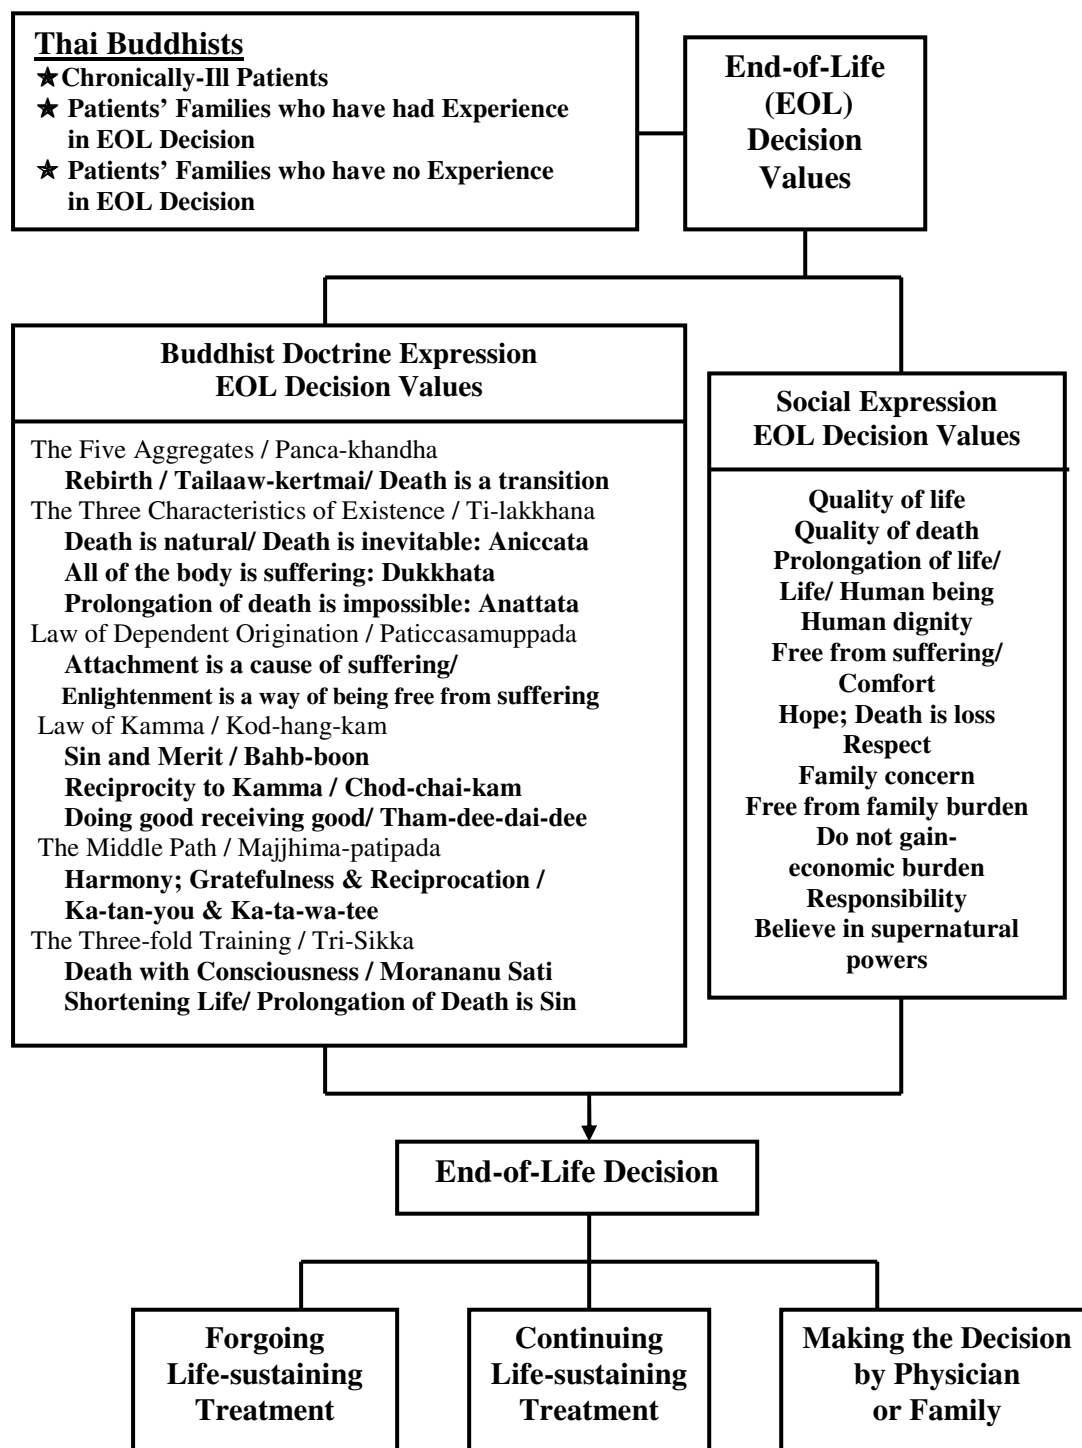 Thai Buddhists
★Chronically-Ill Patients
★ Patients' Families who have had Experience
in EOL Decision
★ Patients' Families who have no Experience
in EOL Decision
End-of-Life
(EOL)
Decision
Values
Buddhist Doctrine Expression
EOL Decision Values
The Five Aggregates / Panca-khandha
Rebirth / Tailaaw-kertmai/ Death is a transition
The Three Characteristics of Existence / Ti-lakkhana
Death is natural/ Death is inevitable: Aniccata
All of the body is suffering: Dukkhata
Prolongation of death is impossible: Anattata
Law of Dependent Origination / Paticcasamuppada
Attachment is a cause of suffering/
Enlightenment is a way of being free from suffering
Law of Kamma / Kod-hang-kam
Sin and Merit / Bahb-boon
Reciprocity to Kamma / Chod-chai-kam
Doing good receiving good/ Tham-dee-dai-dee
The Middle Path / Majjhima-patipada
Harmony; Gratefulness & Reciprocation /
Ka-tan-you & Ka-ta-wa-tee
The Three-fold Training / Tri-Sikka
Death with Consciousness / Morananu Sati
Shortening Life/ Prolongation of Death is Sin
Social Expression
EOL Decision Values
Quality of life
Quality of death
Prolongation of life/
Life/ Human being
Human dignity
Free from suffering/
Comfort
Hope; Death is loss
Respect
Family concern
Free from family burden
Do not gain-
economic burden
Responsibility
Believe in supernatural
powers
End-of-Life Decision
Forgoing
Life-sustaining
Treatment
Continuing
Life-sustaining
Treatment
Making the Decision
by Physician
or Family